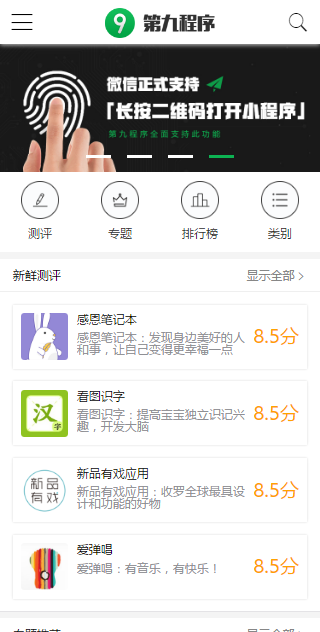 9 第九程序
微信正式支持
「长按二维码打开小程序」
第九程序全面支持此功能
测评 专题 排行榜 类别
新鲜测评 显示全部
感恩笔记本
感恩笔记本：发现身边美好的人
和事，让自己变得更幸福一点
8.5分
汉
字
看图识字
看图识字：提高宝宝独立识记兴
趣，开发大脑
8.5分
新品
有戏
新品有戏应用
新品有戏应用：收罗全球最具设
计和功能的好物
8.5分
爱弹唱
爱弹唱：有音乐，有快乐！
8.5分